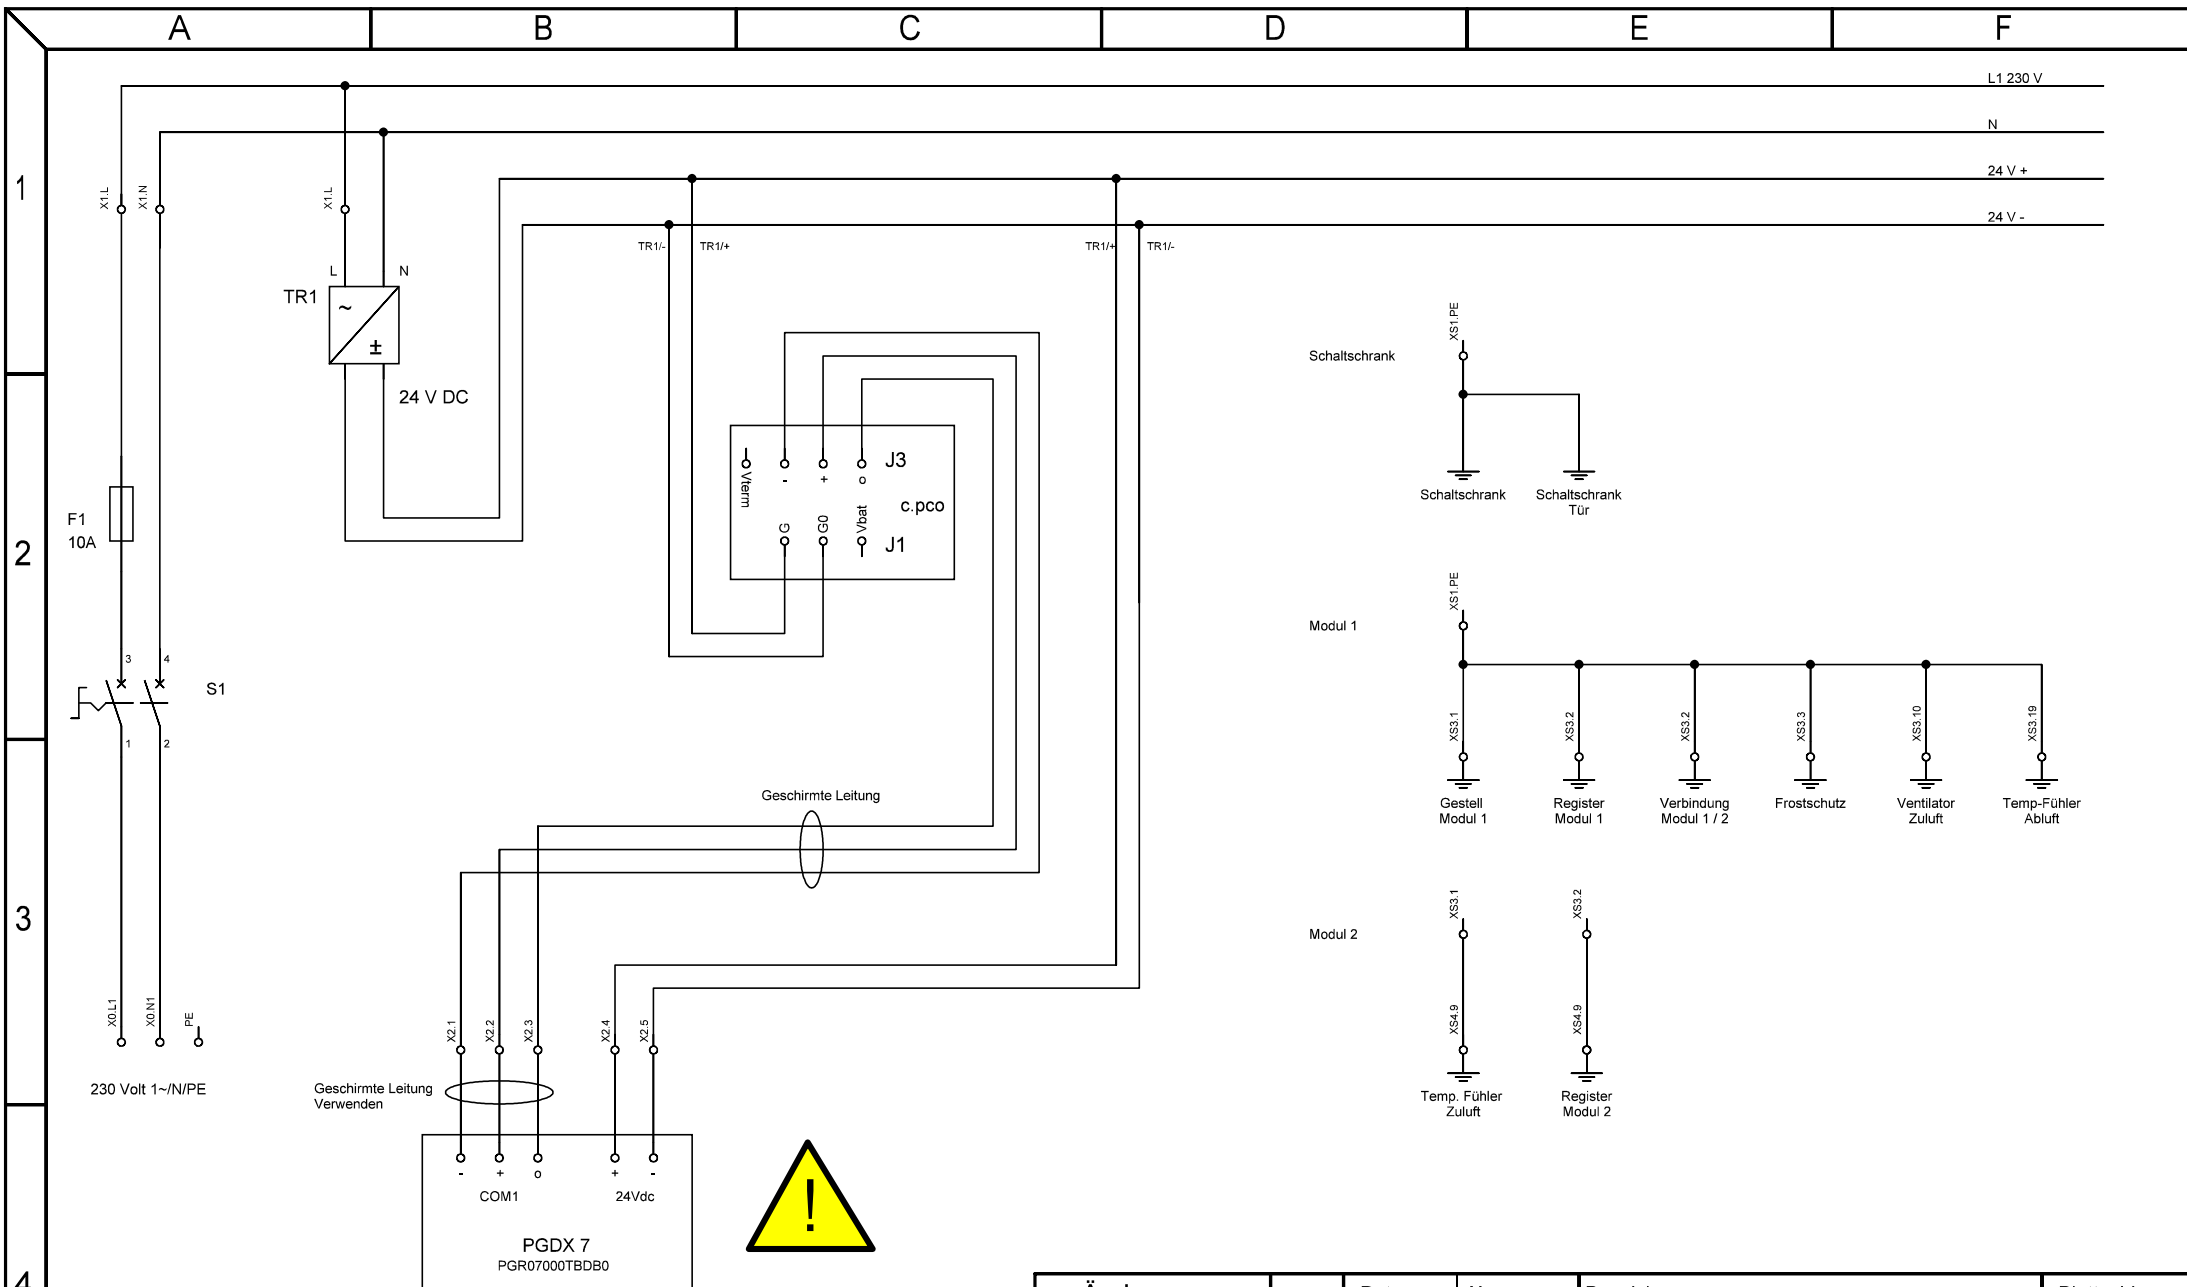 A B C D E F
L1 230 V
N
24 V +
1
24 V -
X1.L X1.N X1.L
TR1/- TR1/+ TR1/+ TR1/-
L N
TR1
~
±
24 V DC
XS1.PE
Schaltschrank
Schaltschrank
Schaltschrank
Tür
J3
Vterm - + o
c.pco
G G0 Vbat
J1
F1
10A
2
XS1.PE
Modul 1
3 4
S1
1 2
XS3.1 XS3.2 XS3.2 XS3.3 XS3.10 XS3.19
Gestell
Modul 1
Register
Modul 1
Verbindung
Modul 1 / 2
Frostschutz
Ventilator
Zuluft
Temp-Fühler
Abluft
Geschirmte Leitung
3
XS3.1 XS3.2
Modul 2
XS4.9 XS4.9
Temp. Fühler
Zuluft
Register
Modul 2
X0.L1 X0.N1 PE
230 Volt 1~/N/PE
X2.1 X2.2 X2.3 X2.4 X2.5
Geschirmte Leitung
Verwenden
- + o + -
COM1 24Vdc
PGDX 7
PGR07000TBDB0
!
4